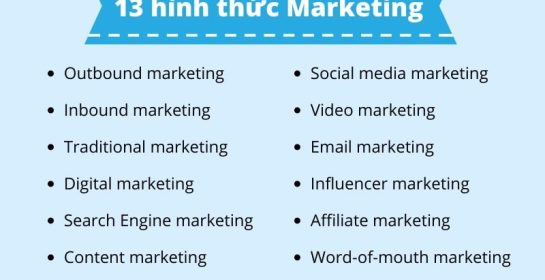 13 hình thức Marketing
Outbound marketing
Inbound marketing
Traditional marketing
Digital marketing
Search Engine marketing
Content marketing
Social media marketing
Video marketing
Email marketing
Influencer marketing
Affiliate marketing
Word-of-mouth marketing